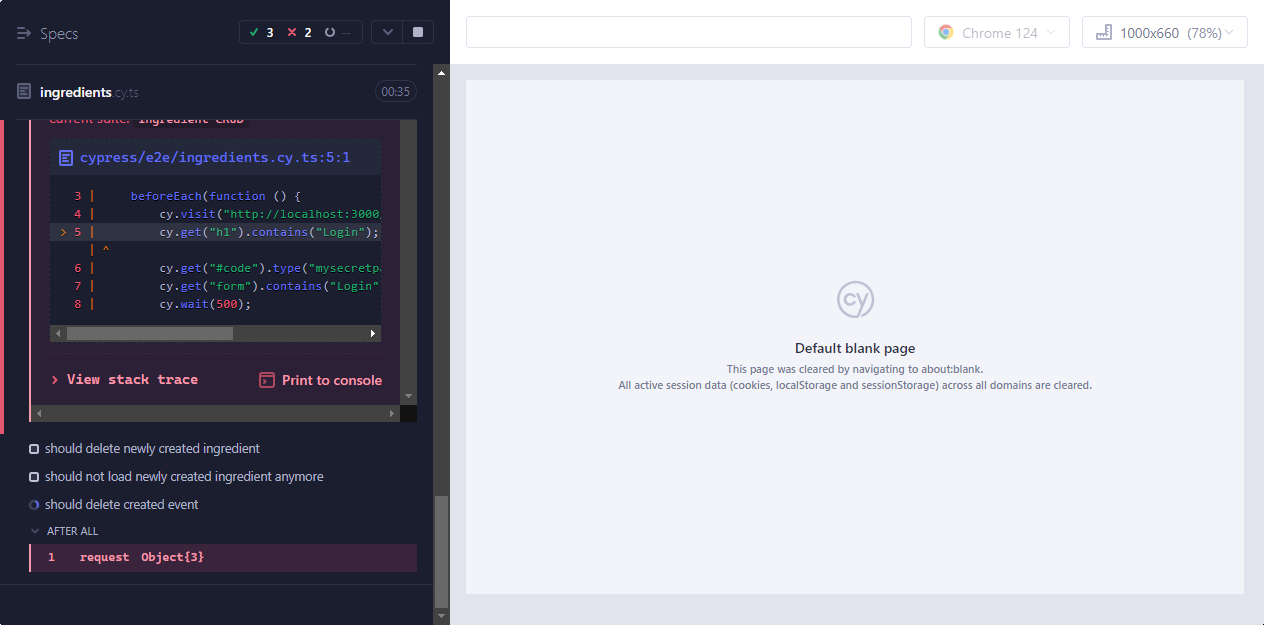 Specs
3 2 --
Chrome 124
1000x660 (78%)
ingredients.cy.ts
00:35
current suite: Ingredient CRUD
cypress/e2e/ingredients.cy.ts:5:1
3 | beforeEach(function () {
4 | cy.visit("http://localhost:3000/
> 5 | cy.get("h1").contains("Login");
| ^
6 | cy.get("#code").type("mysecretpa
7 | cy.get("form").contains("Login"
8 | cy.wait(500);
View stack trace
Print to console
should delete newly created ingredient
should not load newly created ingredient anymore
should delete created event
AFTER ALL
1 request Object{3}
cy
Default blank page
This page was cleared by navigating to about:blank.
All active session data (cookies, localStorage and sessionStorage) across all domains are cleared.